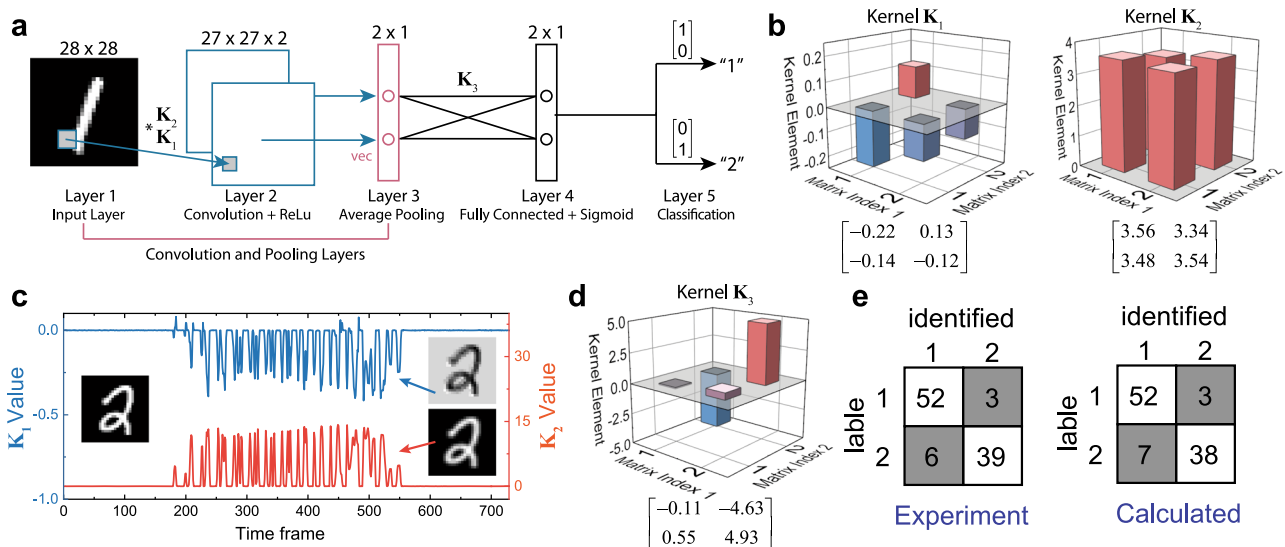 a
28 x 28
27 x 27 x 2
2 x 1
2 x 1
* K2
K1
K3
vec
[1
0]
"1"
[0
1]
"2"
Layer 1
Input Layer
Layer 2
Convolution + ReLu
Layer 3
Average Pooling
Layer 4
Fully Connected + Sigmoid
Layer 5
Classification
Convolution and Pooling Layers
b
Kernel K1
Kernel Element
0.2
0.1
0.0
-0.1
-0.2
1
2
Matrix Index 1
1
2
Matrix Index 2
[−0.22 0.13
−0.14 −0.12]
Kernel K2
Kernel Element
4
3
2
1
0
1
2
Matrix Index 1
1
2
Matrix Index 2
[3.56 3.34
3.48 3.54]
c
K1 Value
0.0
-0.5
-1.0
K2 Value
30
15
0
0 100 200 300 400 500 600 700
Time frame
d
Kernel K3
Kernel Element
5.0
2.5
0.0
-2.5
-5.0
1
2
Matrix Index 1
1
2
Matrix Index 2
[−0.11 −4.63
0.55 4.93]
e
identified
1 2
lable
1 52 3
2 6 39
Experiment
identified
1 2
lable
1 52 3
2 7 38
Calculated